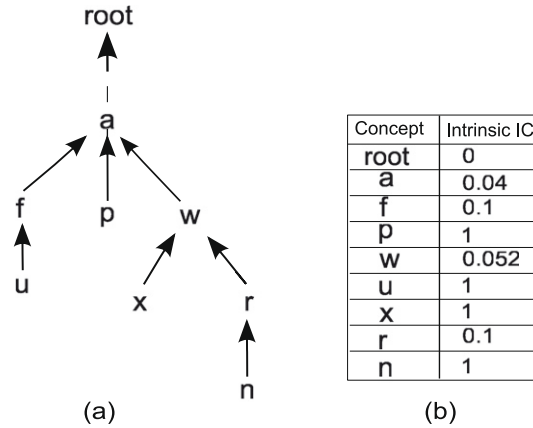 root
a
f p w
u x r
n
(a)
Concept Intrinsic IC
root 0
a 0.04
f 0.1
p 1
w 0.052
u 1
x 1
r 0.1
n 1
(b)